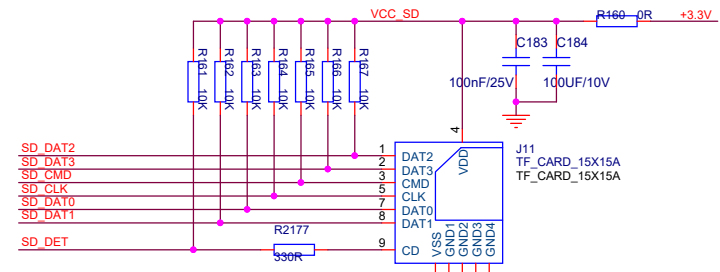 VCC_SD
R160 0R
+3.3V
R161 10K
R162 10K
R163 10K
R164 10K
R165 10K
R166 10K
R167 10K
C183
C184
100nF/25V
100UF/10V
4
J11
TF_CARD_15X15A
TF_CARD_15X15A
SD_DAT2
1
DAT2
VDD
SD_DAT3
2
DAT3
SD_CMD
3
CMD
SD_CLK
5
CLK
SD_DAT0
7
DAT0
SD_DAT1
8
DAT1
SD_DET
R2177
330R
9
CD
VSS
GND1
GND2
GND3
GND4